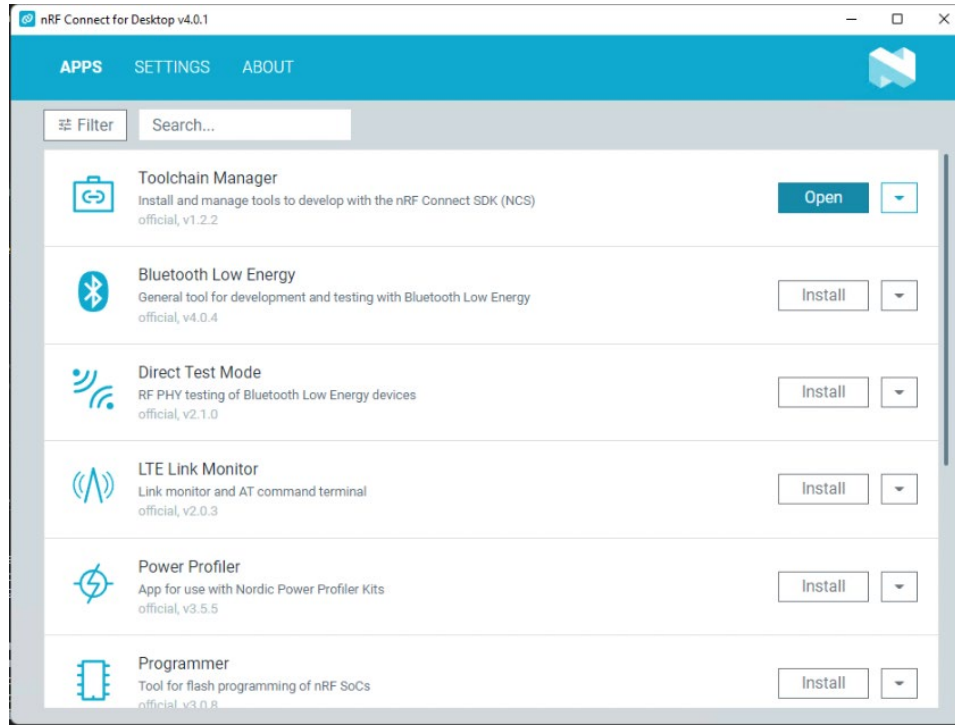 nRF Connect for Desktop v4.0.1
APPS SETTINGS ABOUT
Filter Search...
Toolchain Manager
Install and manage tools to develop with the nRF Connect SDK (NCS)
official, v1.2.2
Open
Bluetooth Low Energy
General tool for development and testing with Bluetooth Low Energy
official, v4.0.4
Install
Direct Test Mode
RF PHY testing of Bluetooth Low Energy devices
official, v2.1.0
Install
LTE Link Monitor
Link monitor and AT command terminal
official, v2.0.3
Install
Power Profiler
App for use with Nordic Power Profiler Kits
official, v3.5.5
Install
Programmer
Tool for flash programming of nRF SoCs
official, v3.0.8
Install